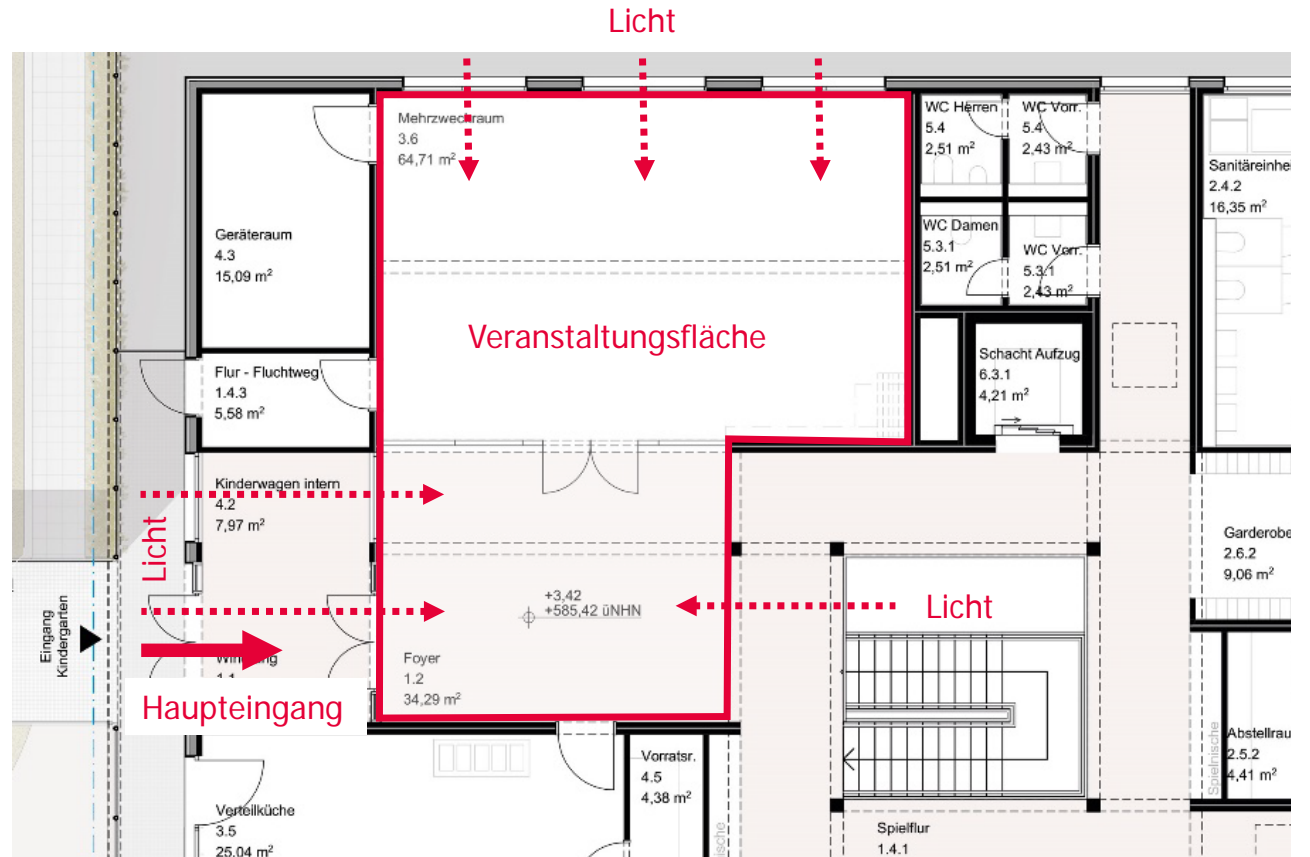 Licht
Mehrzweckraum
3.6
64,71 m²
WC Herren
5.4
2,51 m²
WC Vorr.
5.4
2,43 m²
Sanitäreinhei
2.4.2
16,35 m²
Geräteraum
4.3
15,09 m²
WC Damen
5.3.1
2,51 m²
WC Vorr.
5.3.1
2,43 m²
Veranstaltungsfläche
Flur - Fluchtweg
1.4.3
5,58 m²
Schacht Aufzug
6.3.1
4,21 m²
Kinderwagen intern
4.2
7,97 m²
Licht
Garderobe
2.6.2
9,06 m²
+3,42
+585,42 üNHN
Licht
Eingang
Kindergarten
Windfang
1.1
Haupteingang
Foyer
1.2
34,29 m²
Vorratsr.
4.5
4,38 m²
Spielnische
Abstellrau
2.5.2
4,41 m²
Verteilküche
3.5
25,04 m²
nische
Spielflur
1.4.1